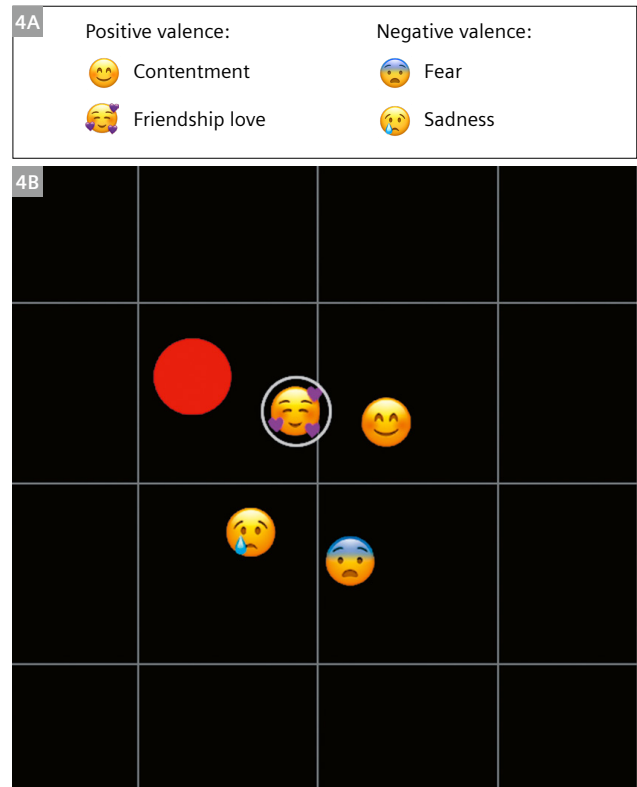 4A
Positive valence: Negative valence:
Contentment Fear
Friendship love Sadness
4B